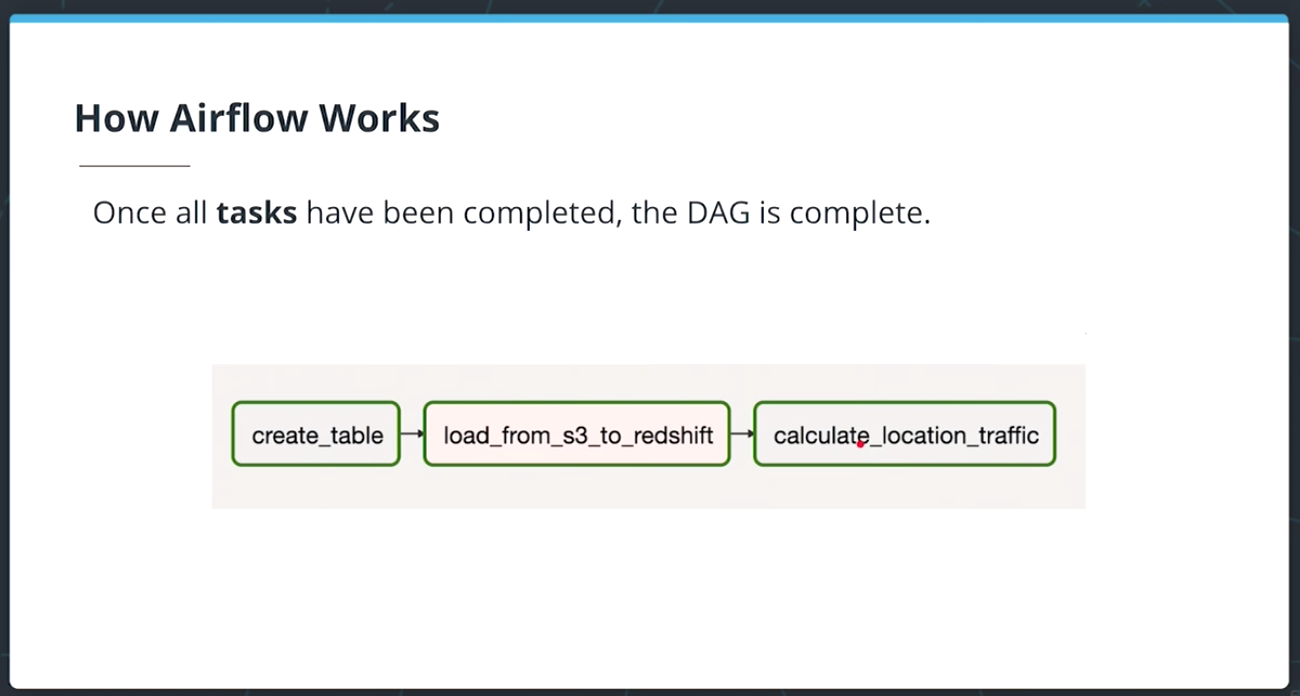 How Airflow Works
Once all tasks have been completed, the DAG is complete.
create_table
load_from_s3_to_redshift
calculate_location_traffic